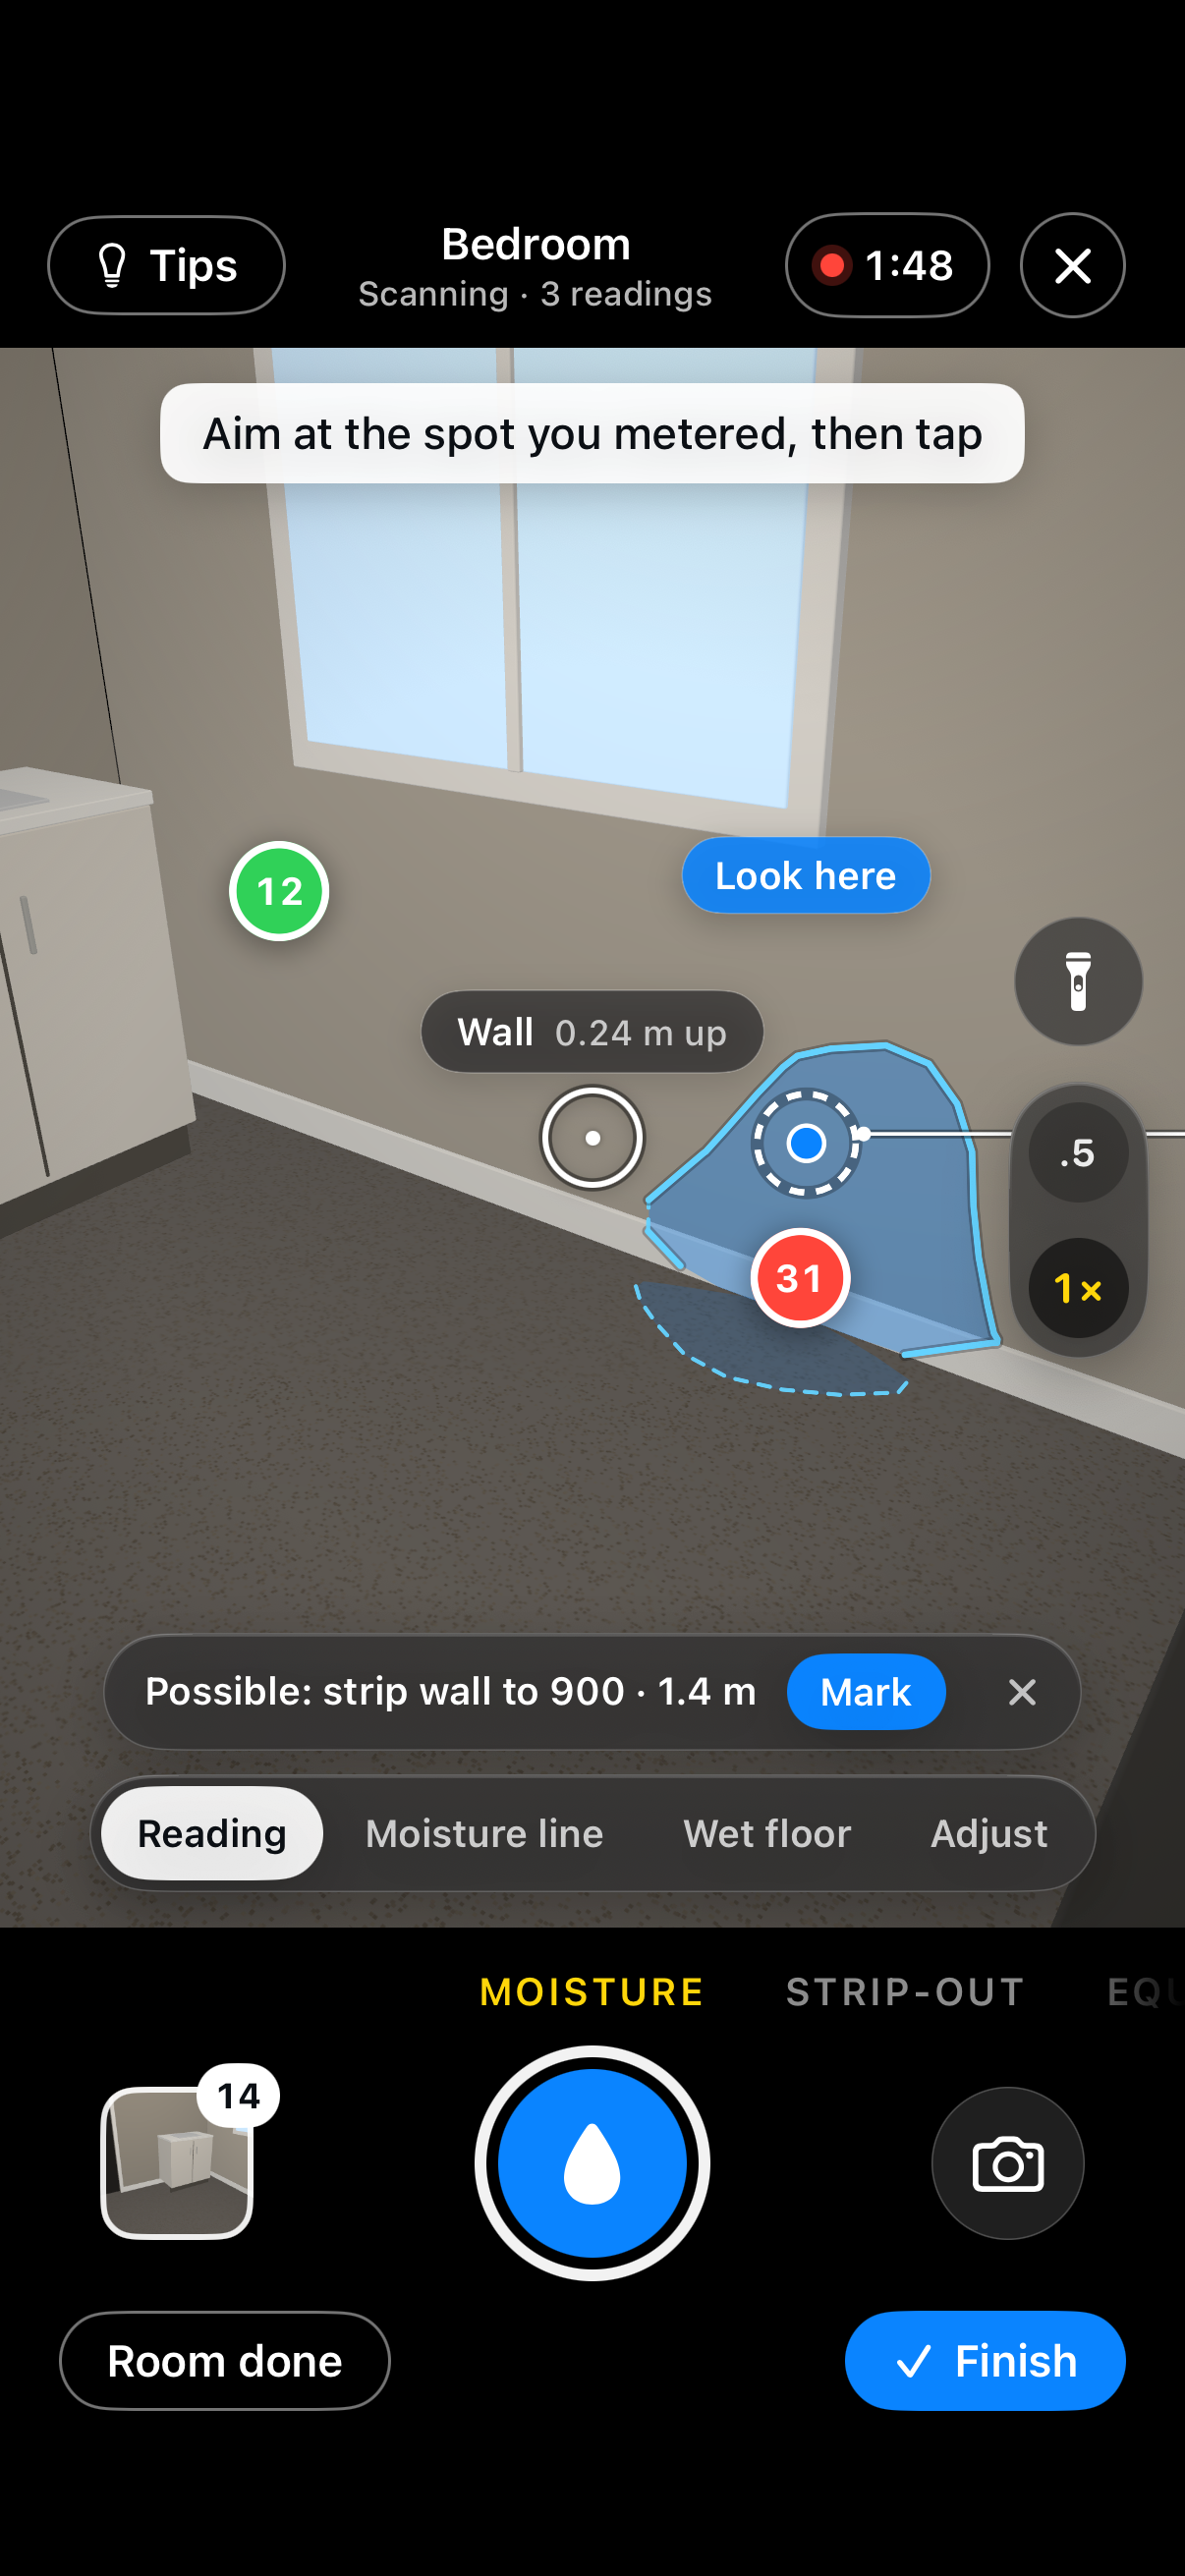 Tips
Bedroom
Scanning · 3 readings
1:48
Aim at the spot you metered, then tap
12
Look here
Wall 0.24 m up
.5
31
1×
Possible: strip wall to 900 · 1.4 m
Mark
Reading
Moisture line
Wet floor
Adjust
MOISTURE
STRIP-OUT
14
Room done
Finish